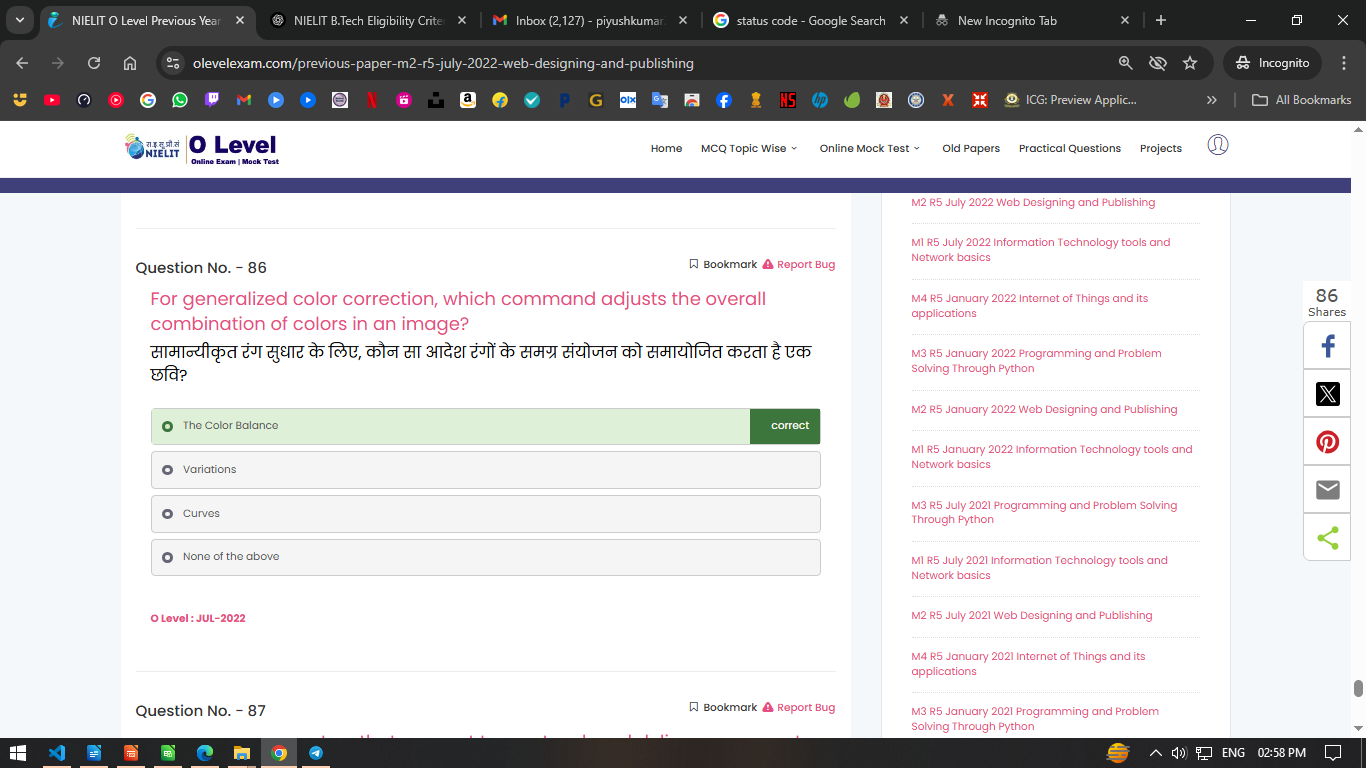 NIELIT O Level Previous Year
NIELIT B.Tech Eligibility Criter
Inbox (2,127) - piyushkumar
status code - Google Search
New Incognito Tab
olevelexam.com/previous-paper-m2-r5-july-2022-web-designing-and-publishing
Incognito
ICG: Preview Applic...
All Bookmarks
रा.इ.सू.प्रौ.सं
NIELIT
O Level
Online Exam | Mock Test
Home
MCQ Topic Wise
Online Mock Test
Old Papers
Practical Questions
Projects
Question No. - 86
Bookmark
Report Bug
For generalized color correction, which command adjusts the overall
combination of colors in an image?
सामान्यीकृत रंग सुधार के लिए, कौन सा आदेश रंगों के समग्र संयोजन को समायोजित करता है एक
छवि?
The Color Balance
correct
Variations
Curves
None of the above
O Level : JUL-2022
Question No. - 87
Bookmark
Report Bug
M2 R5 July 2022 Web Designing and Publishing
M1 R5 July 2022 Information Technology tools and
Network basics
M4 R5 January 2022 Internet of Things and its
applications
M3 R5 January 2022 Programming and Problem
Solving Through Python
M2 R5 January 2022 Web Designing and Publishing
M1 R5 January 2022 Information Technology tools and
Network basics
M3 R5 July 2021 Programming and Problem Solving
Through Python
M1 R5 July 2021 Information Technology tools and
Network basics
M2 R5 July 2021 Web Designing and Publishing
M4 R5 January 2021 Internet of Things and its
applications
M3 R5 January 2021 Programming and Problem
Solving Through Python
86
Shares
ENG
02:58 PM